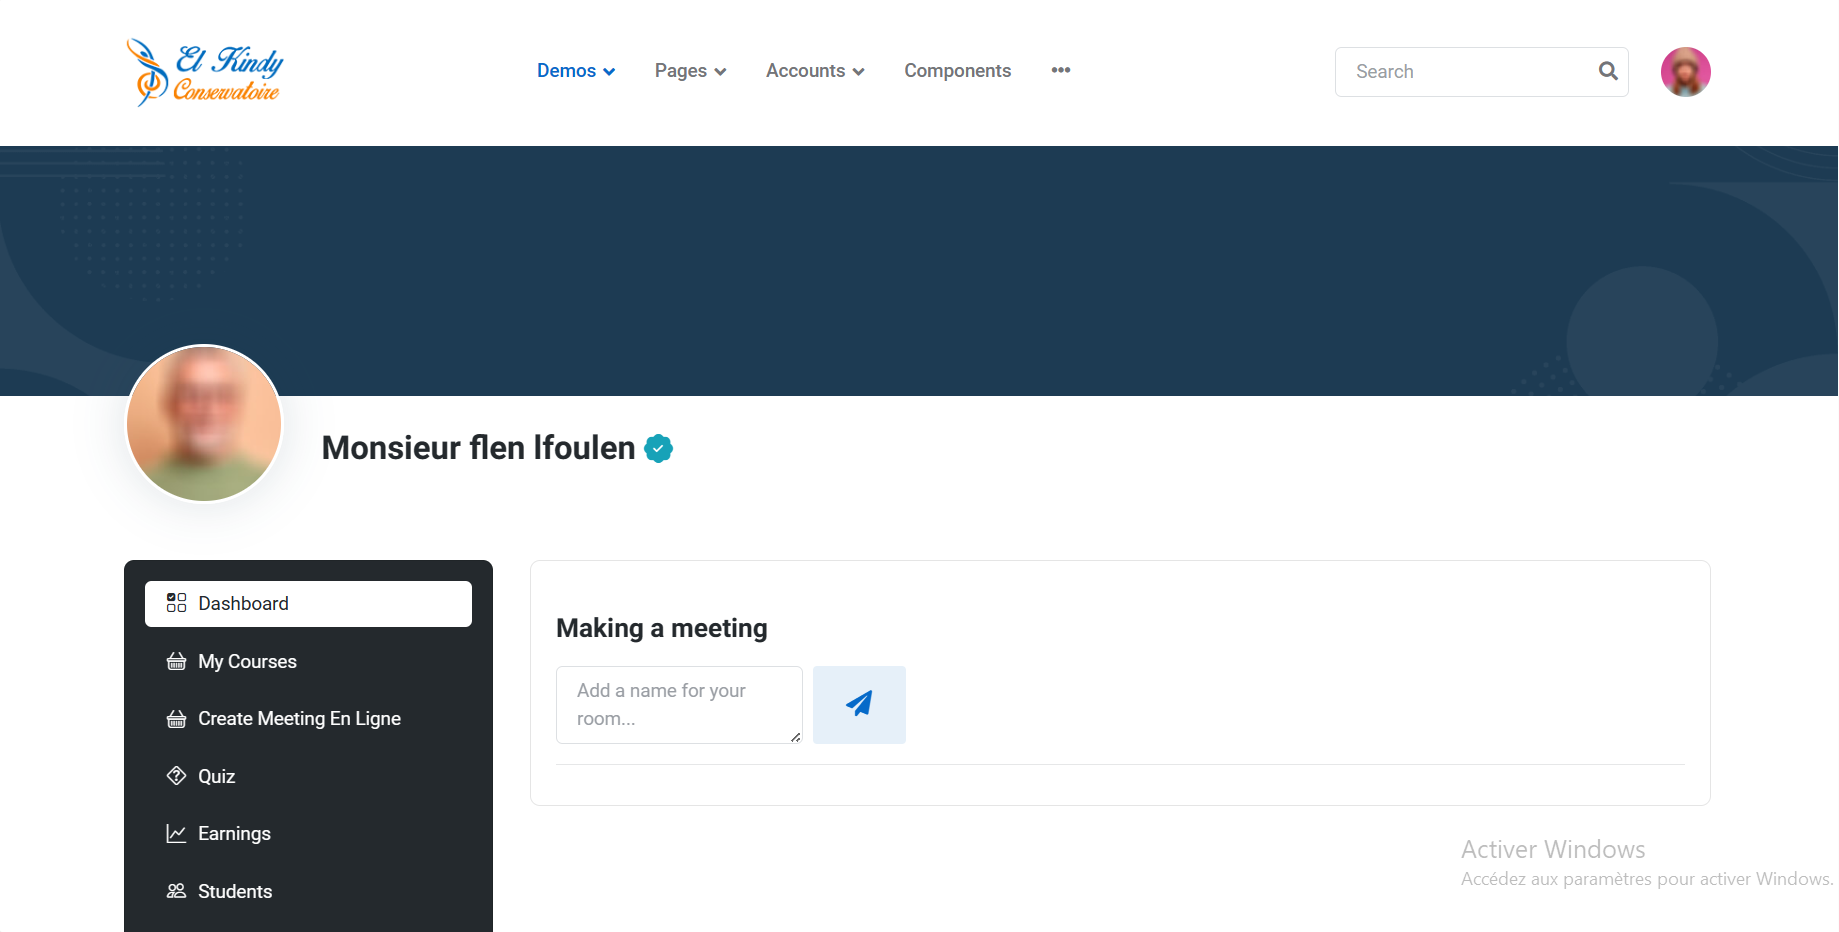 El Kindy
Conservatoire
Demos
Pages
Accounts
Components
Search
Monsieur flen lfoulen
Dashboard
My Courses
Create Meeting En Ligne
Quiz
Earnings
Students
Making a meeting
Add a name for your
room...
Activer Windows
Accédez aux paramètres pour activer Windows.